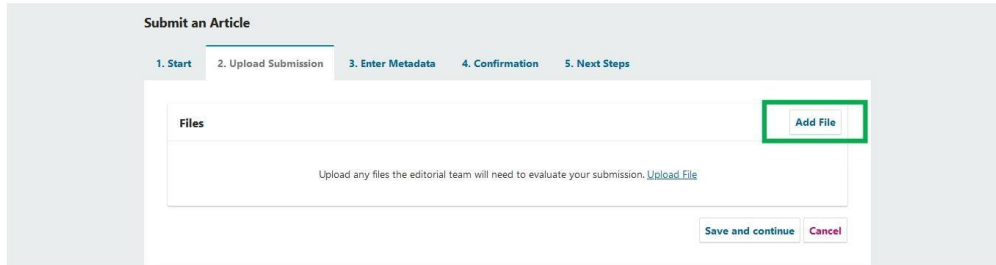 Submit an Article
1. Start 2. Upload Submission 3. Enter Metadata 4. Confirmation 5. Next Steps
Files Add File
Upload any files the editorial team will need to evaluate your submission. Upload File
Save and continue Cancel